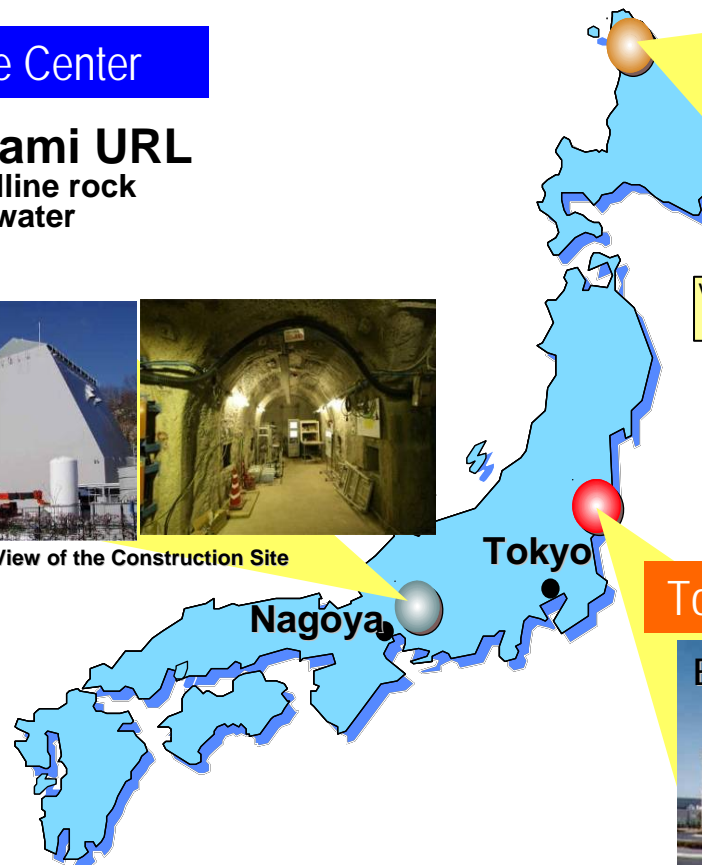 e Center
ami URL
lline rock
water
View of the Construction Site
Tokyo
Nagoya
To